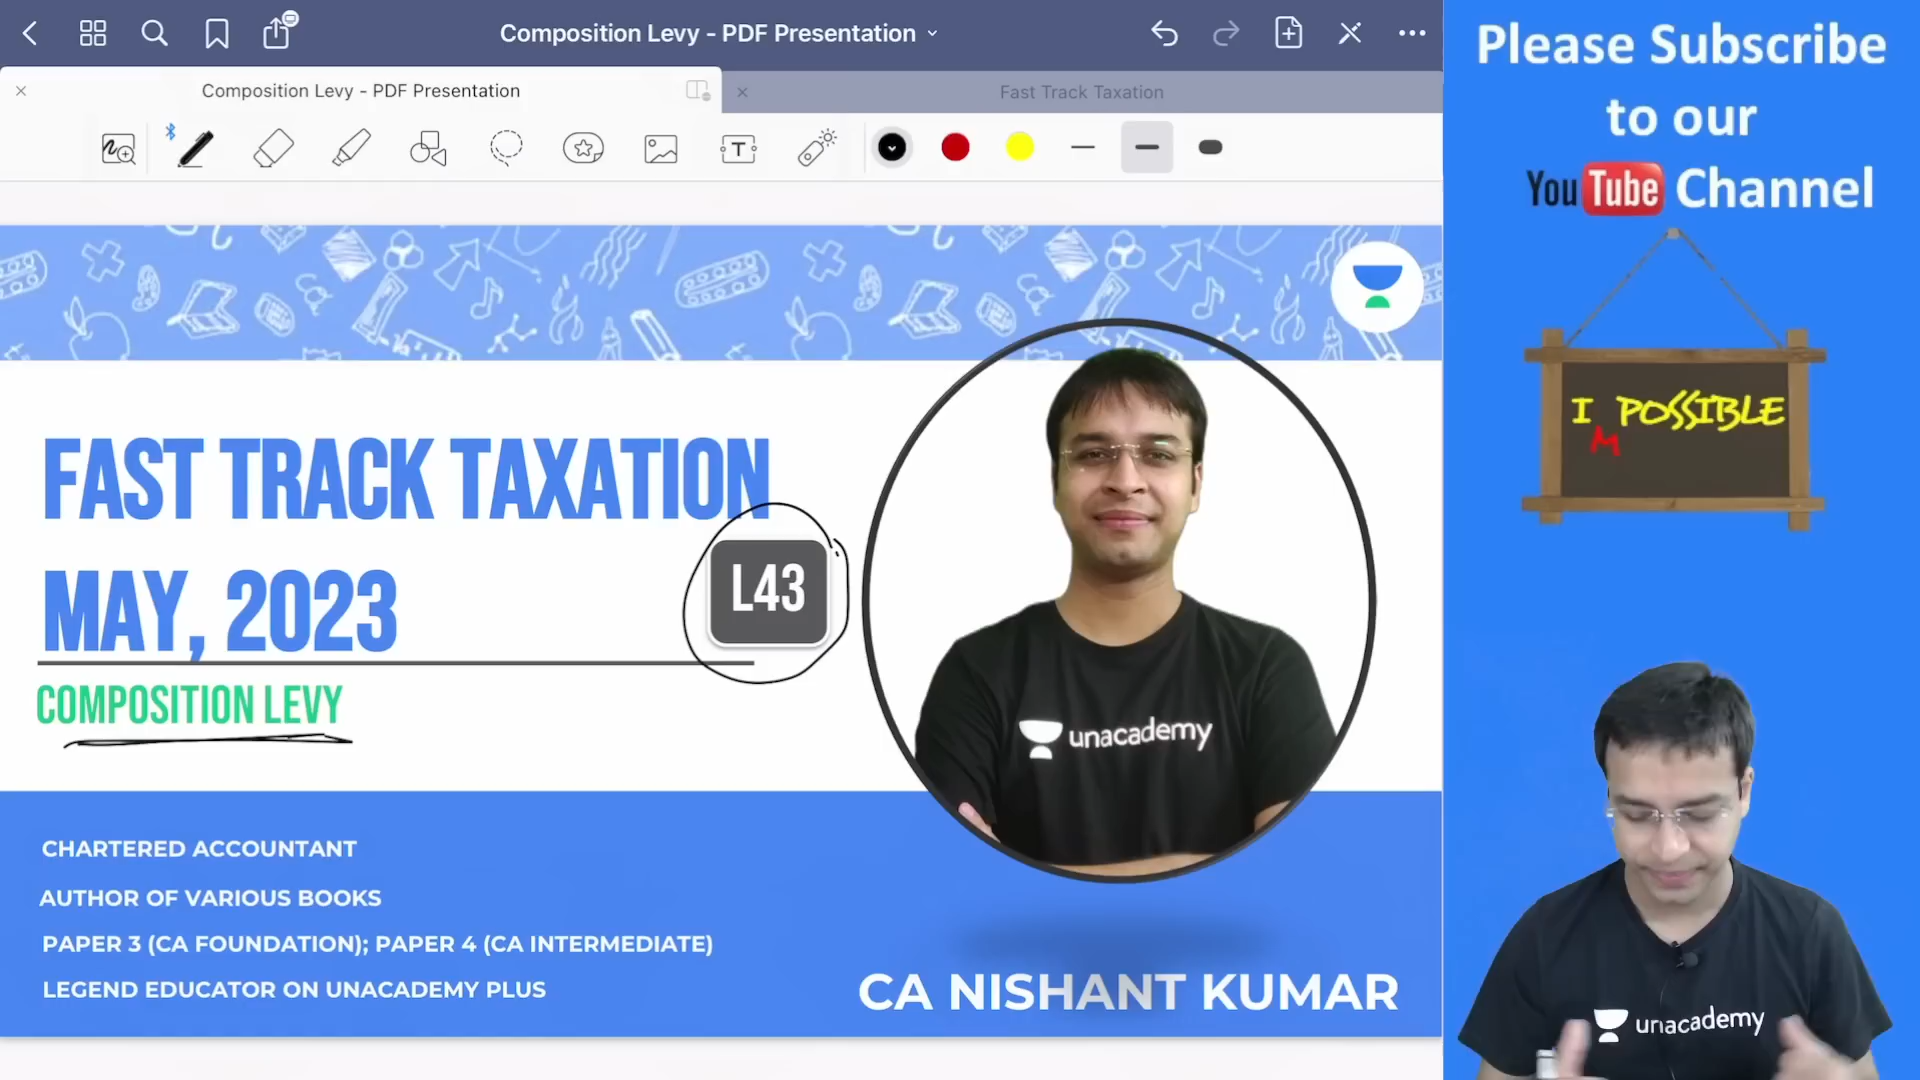 Composition Levy - PDF Presentation
Composition Levy - PDF Presentation
Fast Track Taxation
T
FAST TRACK TAXATION
MAY, 2023
L43
COMPOSITION LEVY
unacademy
CHARTERED ACCOUNTANT
AUTHOR OF VARIOUS BOOKS
PAPER 3 (CA FOUNDATION); PAPER 4 (CA INTERMEDIATE)
LEGEND EDUCATOR ON UNACADEMY PLUS
CA NISHANT KUMAR
Please Subscribe
to our
YouTube Channel
I POSSIBLE
M
unacademy